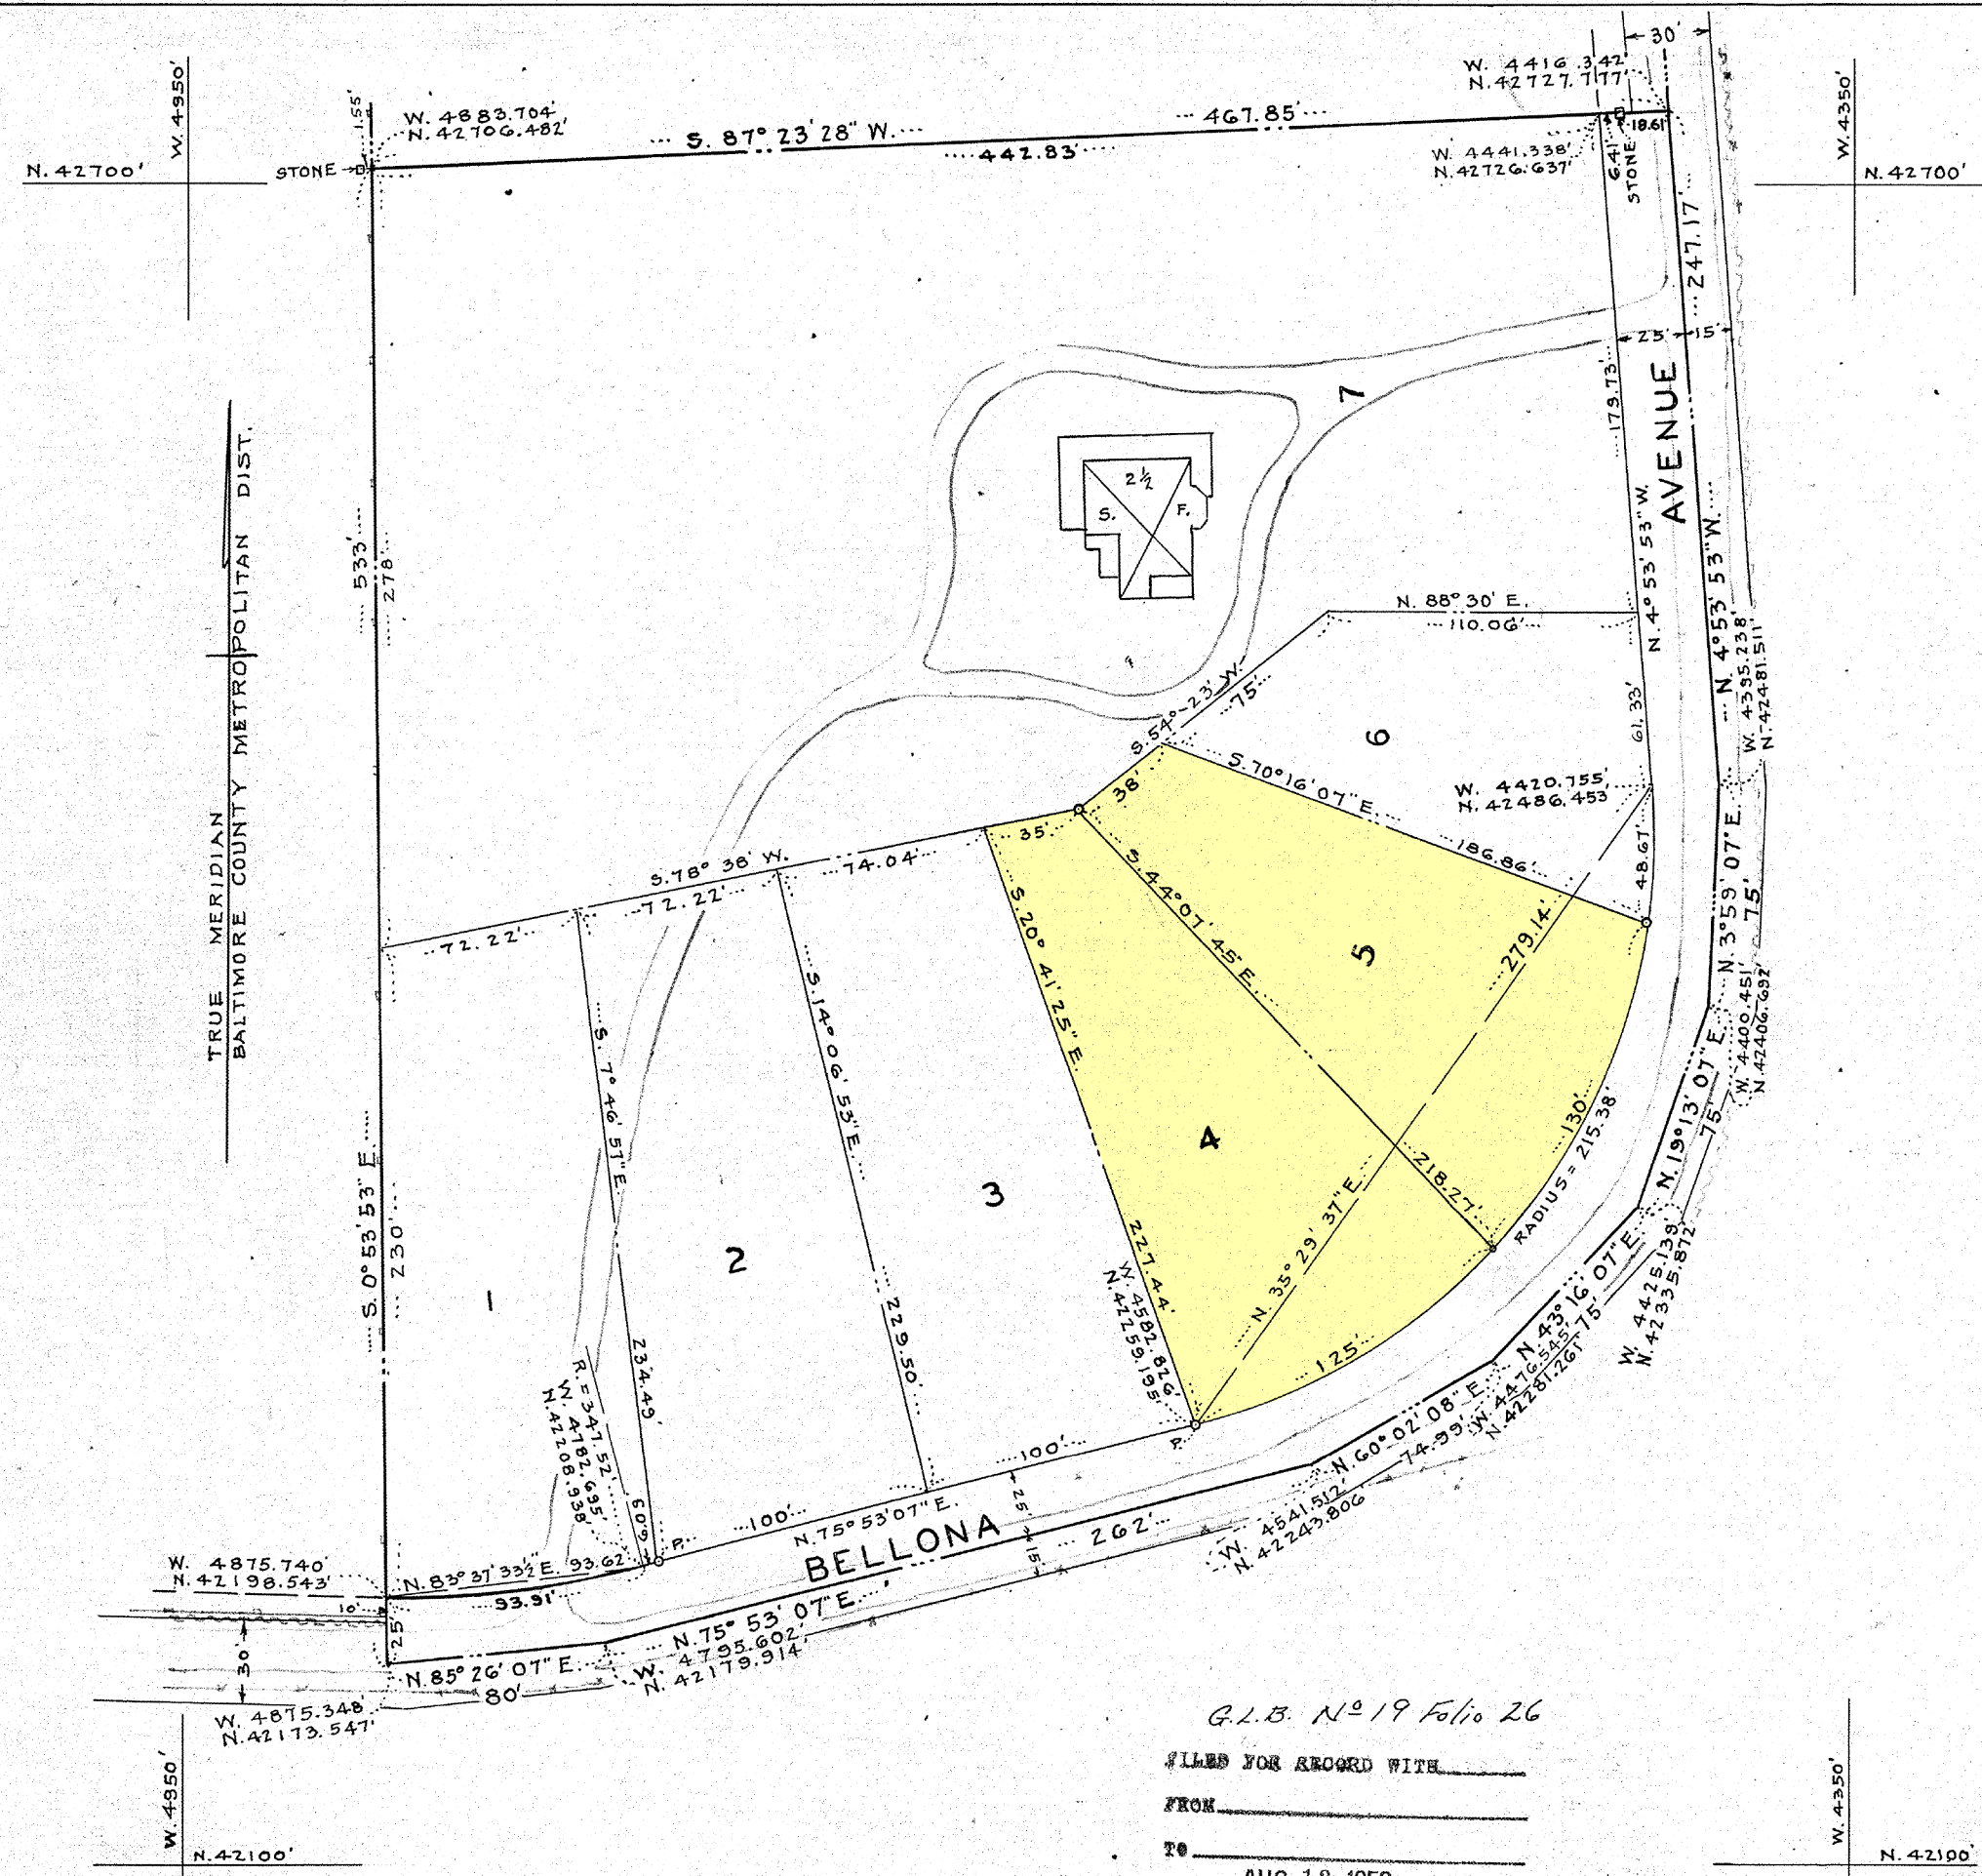 30'
W. 4950'
1.55'
W. 4883.704'
N. 42706.482'
S. 87° 23' 28" W.
442.83'
467.85'
W. 4416.342'
N. 42727.777'
W. 4441.338'
N. 42726.637'
6.41'
STONE
18.61'
W. 4350'
N. 42700'
STONE
N. 42700'
247.17'
25'
15'
179.73'
AVENUE
7
2½
S.
F.
533'
278'
TRUE MERIDIAN
BALTIMORE COUNTY METROPOLITAN DIST.
N. 88° 30' E.
110.06'
N. 4° 53' 53" W.
N. 4° 53' 53" W.
W. 4395.238'
N. 42481.511'
S. 54°-23' W.
75'
6
61.33'
38'
S. 70° 16' 07" E.
186.86'
W. 4420.755'
N. 42486.453
48.67'
35'
S. 78° 38' W.
74.04'
72.22'
72.22'
S. 20° 41' 25" E.
227.44'
S. 44° 07' 45" E.
218.27'
5
279.14'
N. 35° 29' 37" E.
N. 3° 59' 07" E.
75'
W. 4400.451'
N. 42406.692'
S. 7° 46' 57" E.
234.49'
S. 14° 06' 53" E.
229.50'
4
3
2
1
130'
RADIUS = 215.38'
125'
N. 19° 13' 07" E.
75'
W. 4425.139'
N. 42335.872'
S. 0° 53' 53" E.
230'
W. 4582.826'
N. 42259.195'
N. 43° 16' 07" E.
75'
W. 4476.545'
N. 42281.261'
R. = 347.52'
W. 4782.695'
N. 42208.938'
6.09
P.
P.
100'
N. 75° 53' 07" E.
100'
25'
15'
BELLONA
262'
N. 60° 02' 08" E.
74.99'
W. 4541.512'
N. 42243.806'
W. 4875.740'
N. 42198.543'
N. 83° 37' 33½ E. 93.62'
93.91'
10'
25'
30'
N. 75° 53' 07" E.
W. 4795.602'
N. 42179.914'
N. 85° 26' 07" E.
80'
W. 4875.348'
N. 42173.547'
G.L.B. Nº 19 Folio 26
FILED FOR RECORD WITH
FROM
TO
AUG 18 1953
W. 4950'
N. 42100'
W. 4350'
N. 42100'